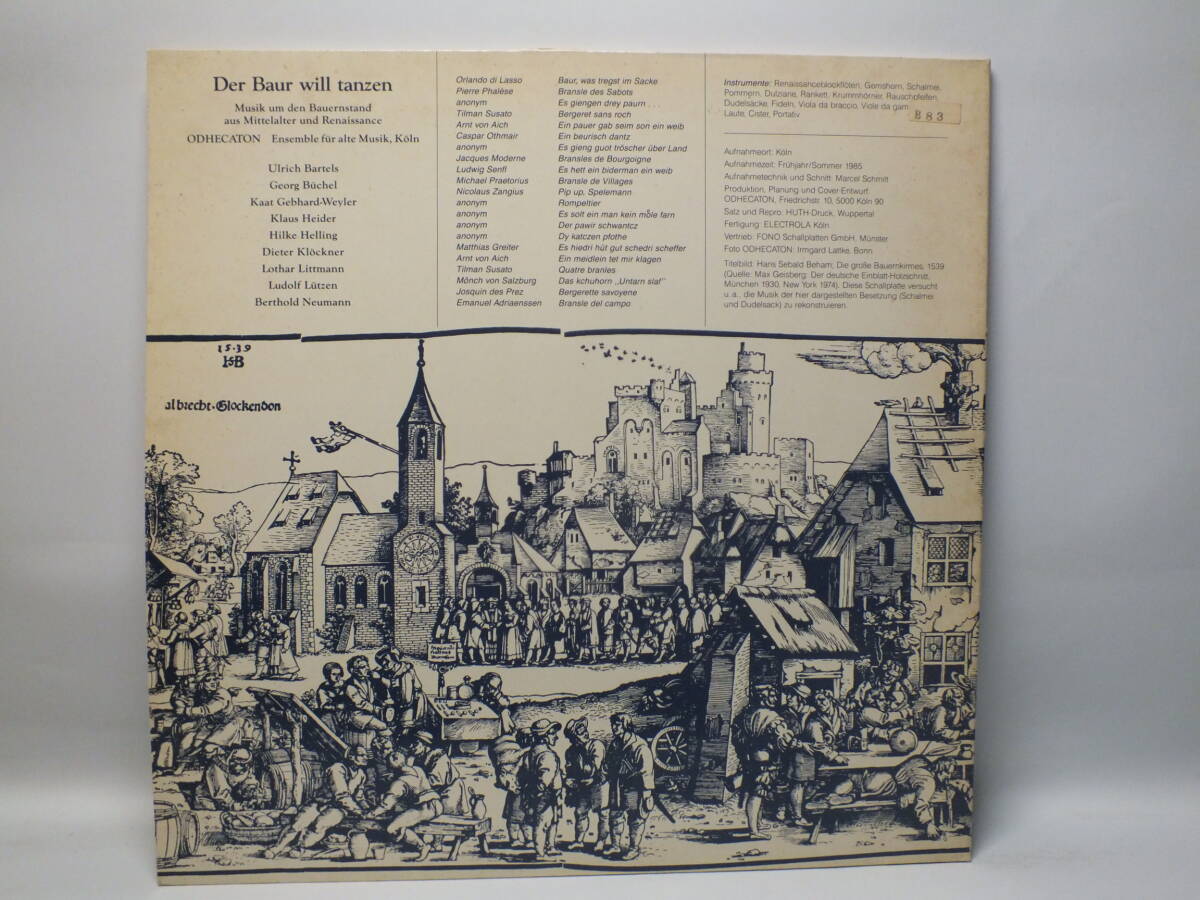 Der Baur will tanzen
Musik um den Bauernstand
aus Mittelalter und Renaissance
ODHECATON Ensemble für alte Musik, Köln
Ulrich Bartels
Georg Büchel
Kaat Gebhard-Weyler
Klaus Heider
Hilke Helling
Dieter Klöckner
Lothar Littmann
Ludolf Lützen
Berthold Neumann
Orlando di Lasso Baur, was tregst im Sacke
Pierre Phalèse Bransle des Sabots
anonym Es giengen drey paurn . . .
Tilman Susato Bergeret sans roch
Arnt von Aich Ein pauer gab seim son ein weib
Caspar Othmair Ein beurisch dantz
anonym Es gieng guot tröscher über Land
Jacques Moderne Bransles de Bourgoigne
Ludwig Senfl Es hett ein biderman ein weib
Michael Praetorius Bransle de Villages
Nicolaus Zangius Pip up, Spelemann
anonym Rompeltier
anonym Es solt ein man kein mole farn
anonym Der pawir schwantcz
anonym Dy katczen pfothe
Matthias Greiter Es hiedri hüt gut schedri scheffer
Arnt von Aich Ein meidlein tet mir klagen
Tilman Susato Quatre branles
Mönch von Salzburg Das kchuhorn „Untarn slaf"
Josquin des Prez Bergerette savoyene
Emanuel Adriaenssen Bransle del campo
Instrumente: Renaissanceblockflöten, Gemshorn, Schalmei,
Pommern, Dulziane, Rankett, Krummhörner, Rauschpfeifen,
Dudelsäcke, Fideln, Viola da braccio, Viole da gam
Laute, Cister, Portativ
B 8 3
Aufnahmeort: Köln
Aufnahmezeit: Frühjahr/Sommer 1985
Aufnahmetechnik und Schnitt: Marcel Schmitt
Produktion, Planung und Cover-Entwurf:
ODHECATON, Friedrichstr. 10, 5000 Köln 90
Satz und Repro: HUTH-Druck, Wuppertal
Fertigung: ELECTROLA Köln
Vertrieb: FONO Schallplatten GmbH, Münster
Foto ODHECATON: Irmgard Lattke, Bonn
Titelbild: Hans Sebald Beham; Die große Bauernkirmes, 1539
(Quelle: Max Geisberg: Der deutsche Einblatt-Holzschnitt,
München 1930, New York 1974). Diese Schallplatte versucht
u.a., die Musik der hier dargestellten Besetzung (Schalmei
und Dudelsack) zu rekonstruieren.
15·39
HSB
albrecht·Glockendon